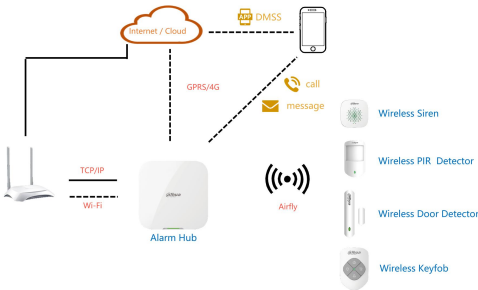 APP DMSS
Internet / Cloud
call
GPRS/4G
message
Wireless Siren
Wireless PIR Detector
TCP/IP
Wi-Fi
Airfly
Wireless Door Detector
Alarm Hub
Wireless Keyfob